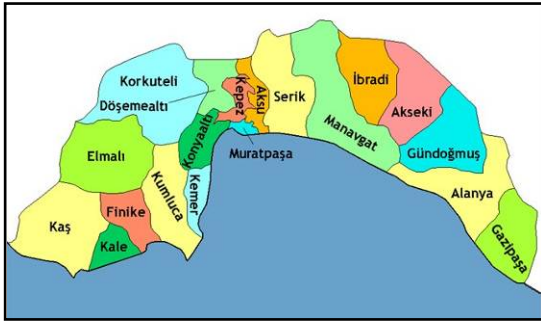 Korkuteli
Döşemealtı
Kepez
Aksu
Serik
İbradi
Akseki
Manavgat
Gündoğmuş
Konyaaltı
Muratpaşa
Elmalı
Kumluca
Kemer
Alanya
Kaş
Finike
Kale
Gazipaşa